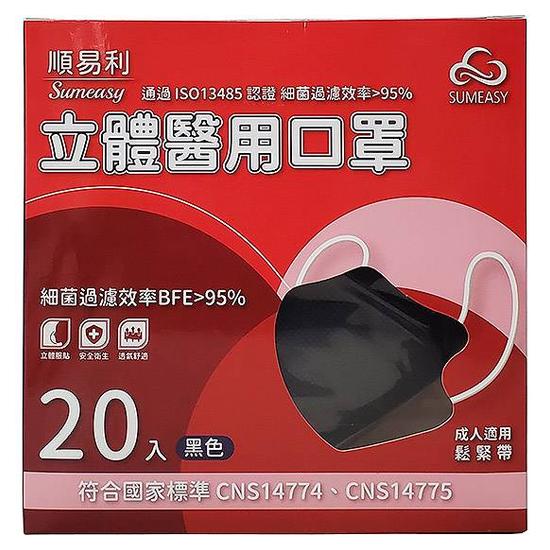 順易利
Sumeasy
SUMEASY
通過 ISO13485 認證 細菌過濾效率>95%
立體醫用口罩
細菌過濾效率BFE>95%
立體服貼
安全衛生
透氣舒適
20入 黑色
成人適用
鬆緊帶
符合國家標準 CNS14774、CNS14775